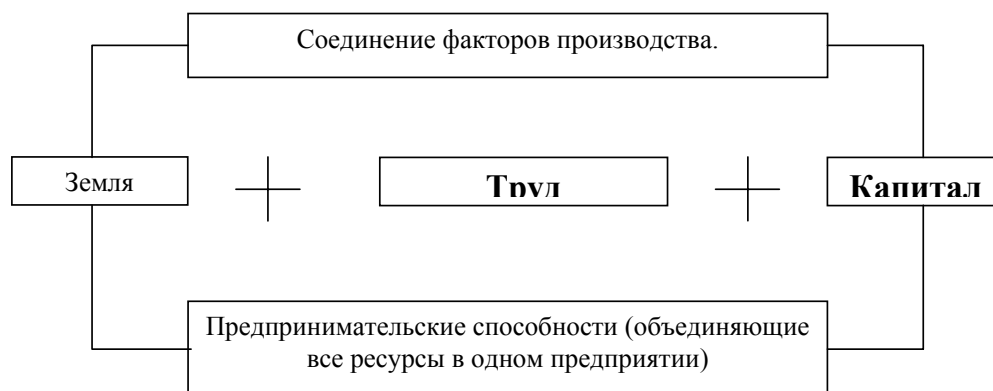 Соединение факторов производства.
Земля
Труд
Капитал
Предпринимательские способности (объединяющие
все ресурсы в одном предприятии)